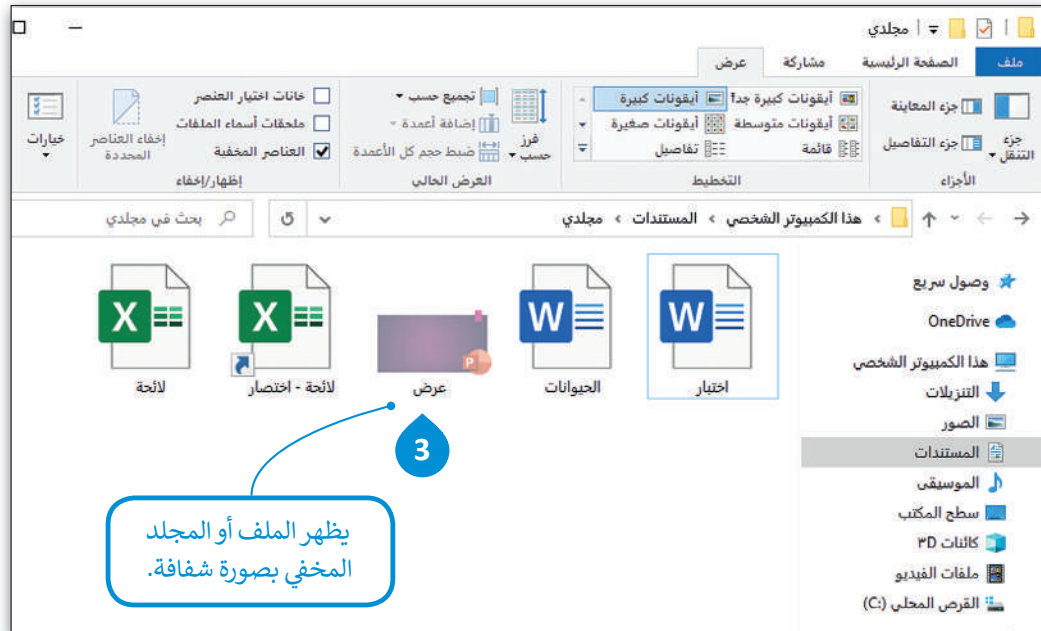 مجلدي
ملف الصفحة الرئيسية مشاركة عرض
جزء التنقل
جزء المعاينة
جزء التفاصيل
الأجزاء
أيقونات كبيرة جدًا أيقونات كبيرة
أيقونات متوسطة أيقونات صغيرة
قائمة تفاصيل
التخطيط
فرز حسب
تجميع حسب
إضافة أعمدة
ضبط حجم كل الأعمدة
العرض الحالي
خانات اختيار العنصر
ملحقات أسماء الملفات
العناصر المخفية
إخفاء العناصر
المحددة
إظهار/إخفاء
خيارات
هذا الكمبيوتر الشخصي › المستندات › مجلدي
بحث في مجلدي
وصول سريع
OneDrive
هذا الكمبيوتر الشخصي
التنزيلات
الصور
المستندات
الموسيقى
سطح المكتب
كائنات ٣D
ملفات الفيديو
القرص المحلي (C:)
W
W
P
X
X
اختبار
الحيوانات
عرض
لائحة - اختصار
لائحة
3
يظهر الملف أو المجلد
المخفي بصورة شفافة.